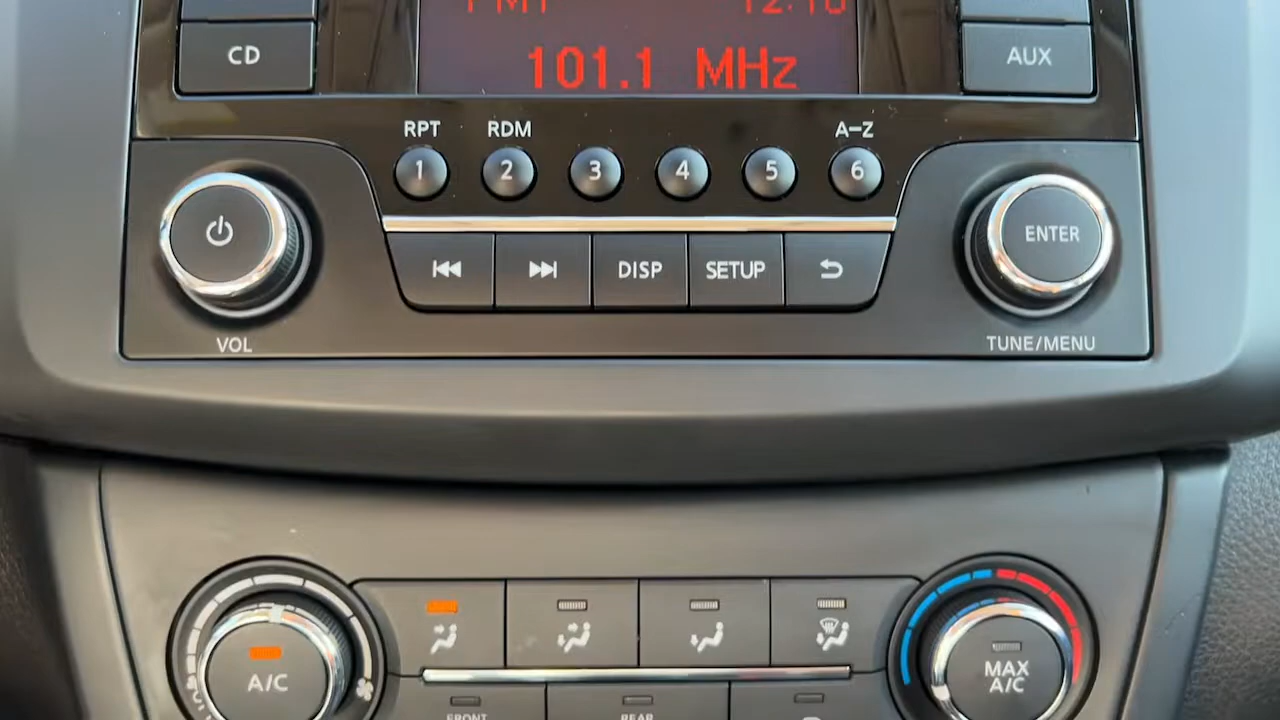 CD
101.1 MHz
AUX
RPT RDM A-Z
1 2 3 4 5 6
ENTER
DISP SETUP
VOL
TUNE/MENU
A/C
MAX
A/C